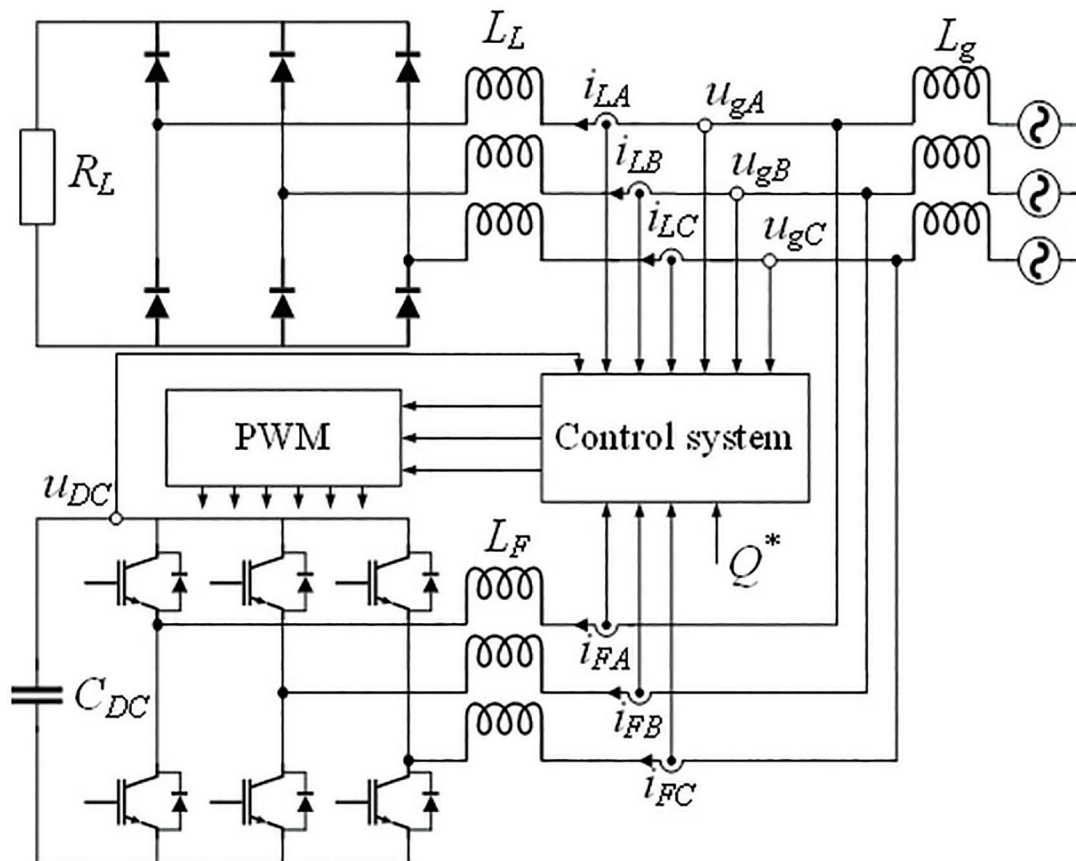 L_L
L_g
i_LA
u_gA
i_LB
u_gB
R_L
i_LC
u_gC
PWM
Control system
u_DC
L_F
Q*
i_FA
C_DC
i_FB
i_FC